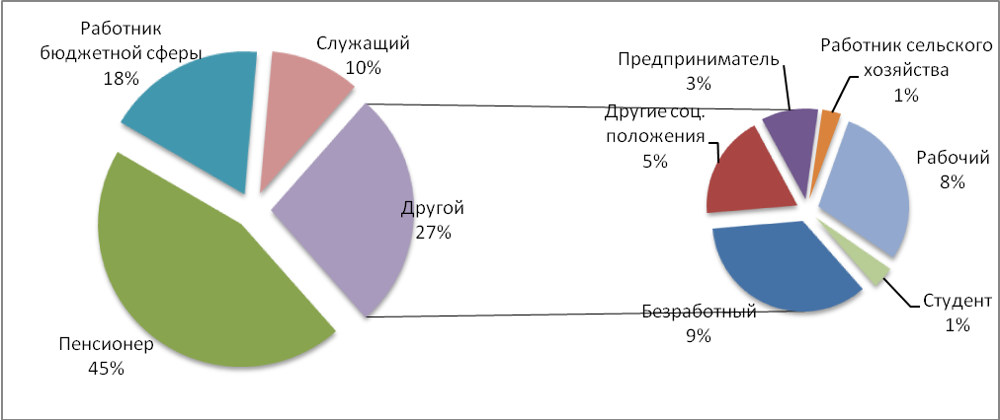 Работник
бюджетной сферы
18%
Служащий
10%
Другой
27%
Пенсионер
45%
Предприниматель
3%
Работник сельского
хозяйства
1%
Другие соц.
положения
5%
Рабочий
8%
Студент
1%
Безработный
9%